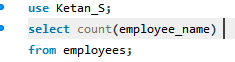 use Ketan_S;
select count(employee_name)
from employees;